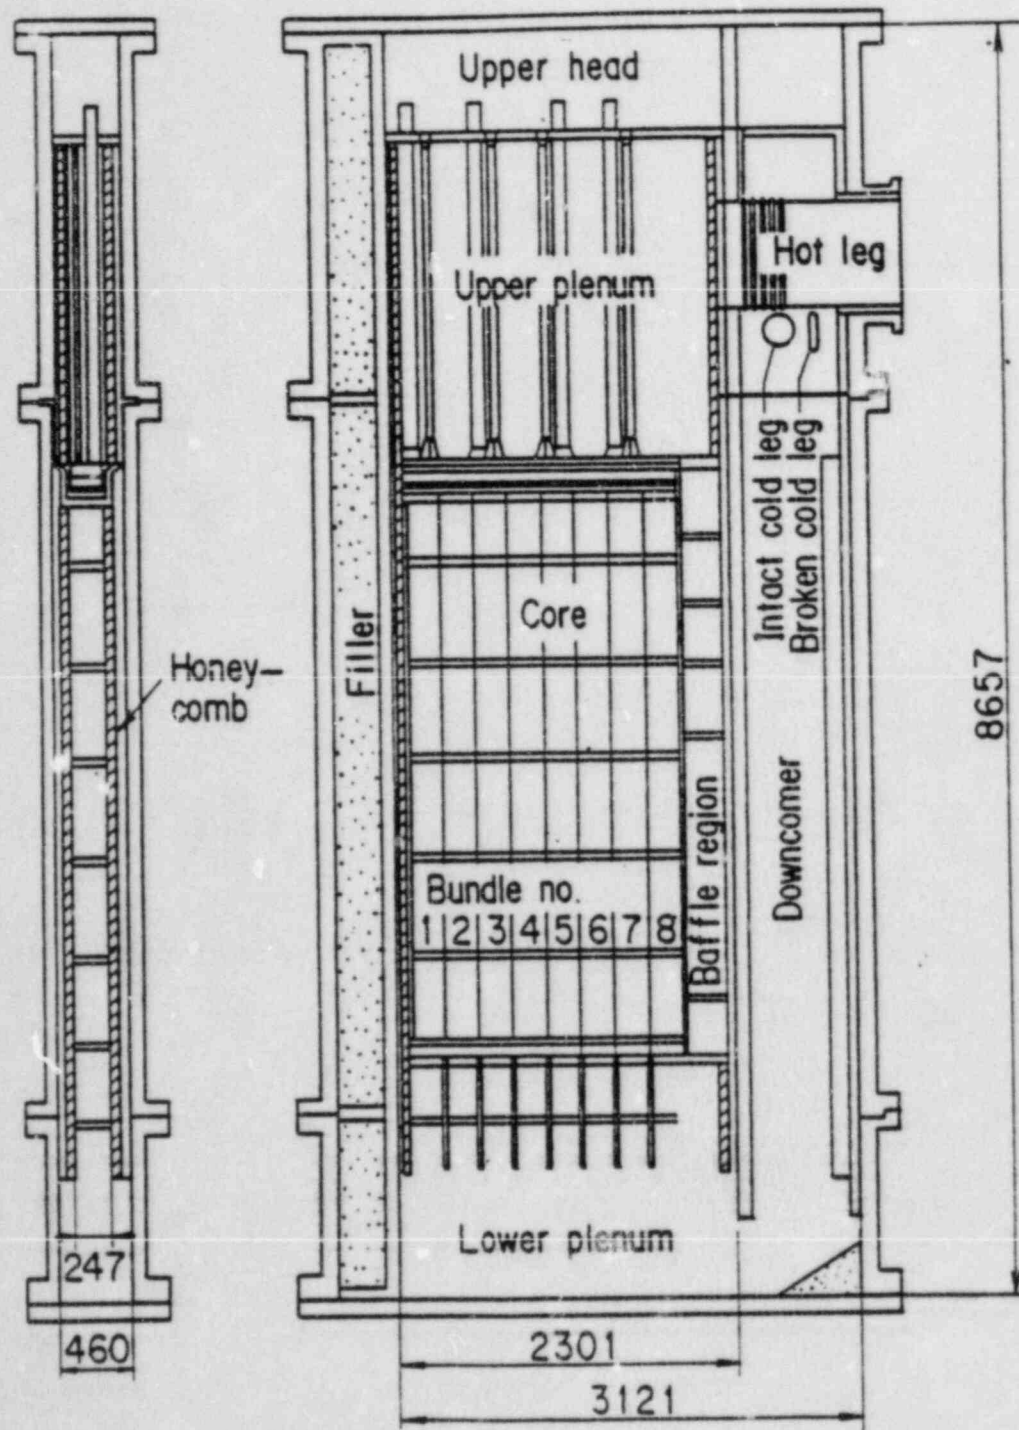 Upper head
Hot leg
Upper plenum
Intact cold leg
Broken cold leg
Core
Filler
Honey-
comb
8657
Baffle region
Downcomer
Bundle no.
1 2 3 4 5 6 7 8
Lower plenum
247
460
2301
3121